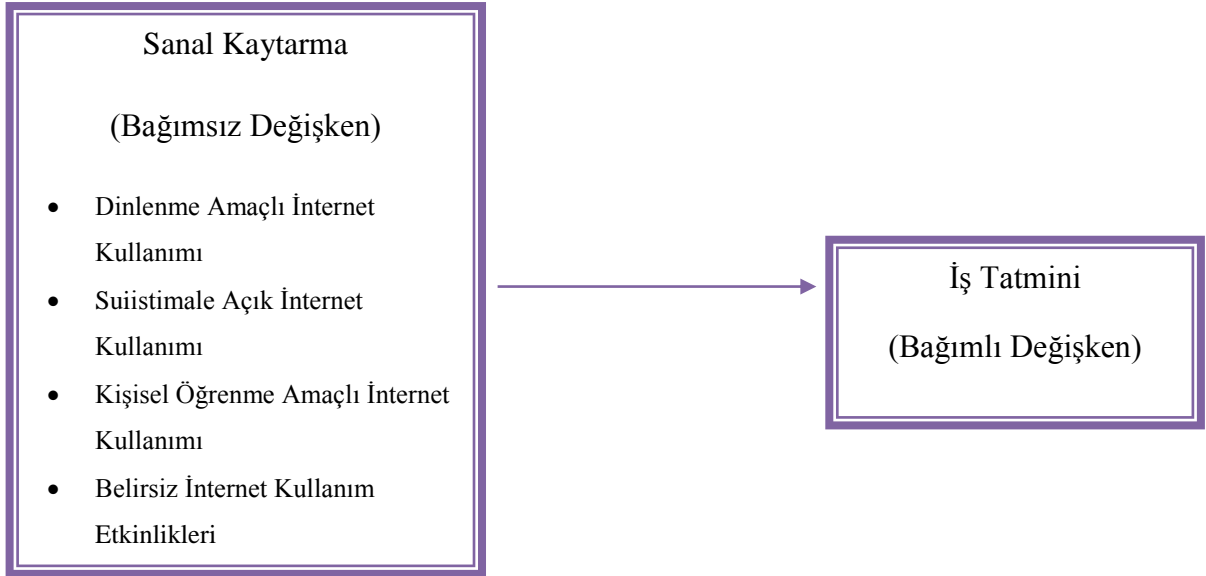 Sanal Kaytarma
(Bağımsız Değişken)
• Dinlenme Amaçlı İnternet
Kullanımı
• Suiistimale Açık İnternet
Kullanımı
• Kişisel Öğrenme Amaçlı İnternet
Kullanımı
• Belirsiz İnternet Kullanım
Etkinlikleri
İş Tatmini
(Bağımlı Değişken)